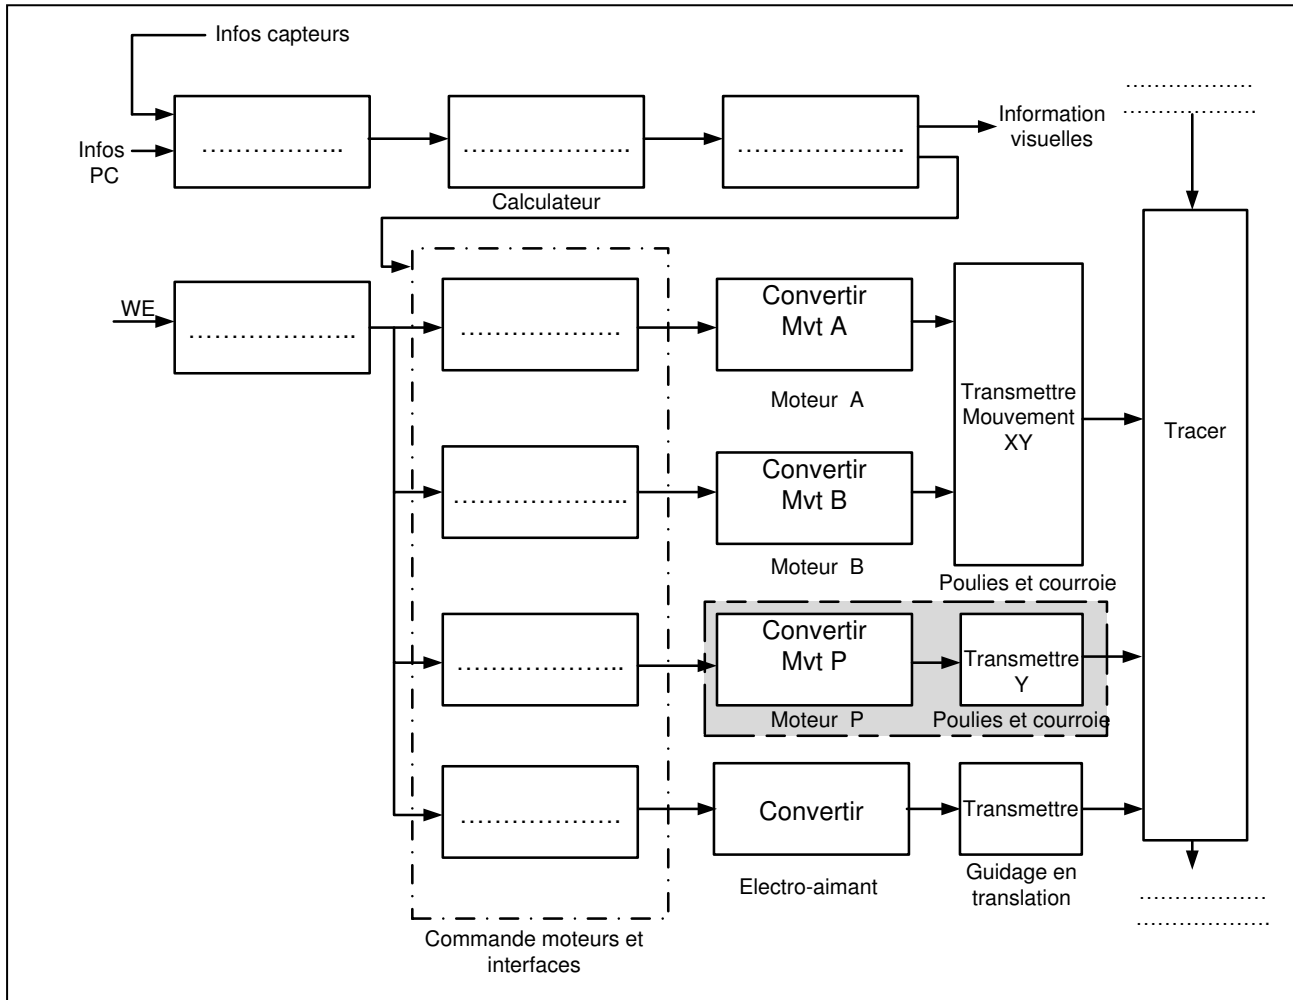 Infos capteurs
Infos
PC
……………..
………………..
………………..
Calculateur
Information
visuelles
…………………
…………………
WE
………………..
……………….
Convertir
Mvt A
Moteur A
Transmettre
Mouvement
XY
Tracer
………………...
Convertir
Mvt B
Moteur B
Poulies et courroie
………………..
Convertir
Mvt P
Moteur P
Transmettre
Y
Poulies et courroie
……………….
Convertir
Electro-aimant
Transmettre
Guidage en
translation
Commande moteurs et
interfaces
…………………
…………………